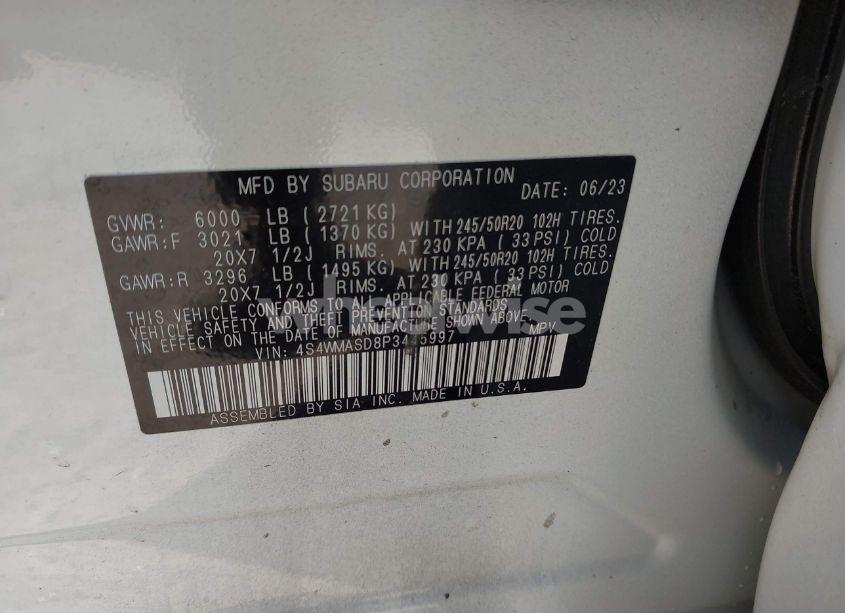 MFD BY SUBARU CORPORATION DATE: 06/23
GVWR: 6000 LB ( 2721 KG)
GAWR:F 3021 LB ( 1370 KG) WITH 245/50R20 102H TIRES.
20X7 1/2J RIMS. AT 230 KPA ( 33 PSI) COLD
GAWR:R 3296 LB ( 1495 KG) WITH 245/50R20 102H TIRES.
20X7 1/2J RIMS. AT 230 KPA ( 33 PSI) COLD
THIS VEHICLE CONFORMS TO ALL APPLICABLE FEDERAL MOTOR
VEHICLE SAFETY AND THEFT PREVENTION STANDARDS
IN EFFECT ON THE DATE OF MANUFACTURE SHOWN ABOVE.
VIN: MPV
ASSEMBLED BY SIA INC. MADE IN U.S.A.